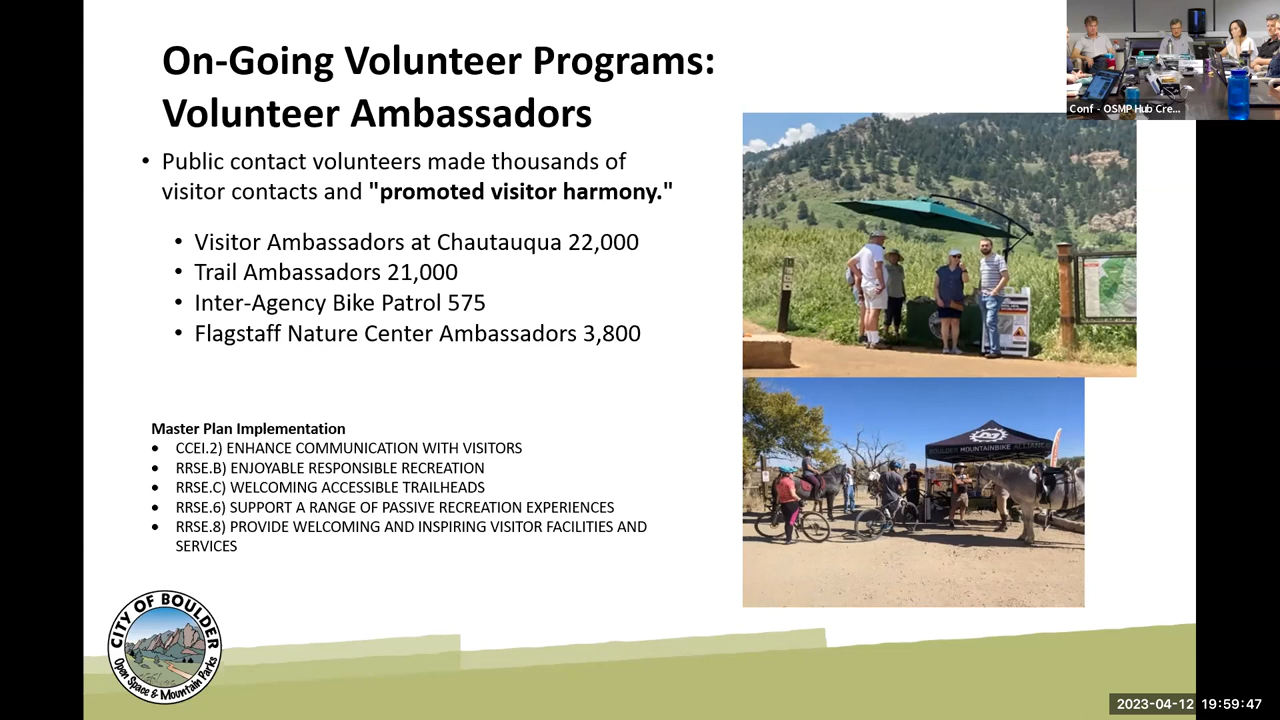 On-Going Volunteer Programs:
Volunteer Ambassadors
• Public contact volunteers made thousands of
visitor contacts and "promoted visitor harmony."
• Visitor Ambassadors at Chautauqua 22,000
• Trail Ambassadors 21,000
• Inter-Agency Bike Patrol 575
• Flagstaff Nature Center Ambassadors 3,800
Master Plan Implementation
• CCEI.2) ENHANCE COMMUNICATION WITH VISITORS
• RRSE.B) ENJOYABLE RESPONSIBLE RECREATION
• RRSE.C) WELCOMING ACCESSIBLE TRAILHEADS
• RRSE.6) SUPPORT A RANGE OF PASSIVE RECREATION EXPERIENCES
• RRSE.8) PROVIDE WELCOMING AND INSPIRING VISITOR FACILITIES AND
SERVICES
CITY OF BOULDER
Open Space & Mountain Parks
Conf - OSMP Hub Cre...
BOULDER MOUNTAINBIKE ALLIANCE
2023-04-12 19:59:47